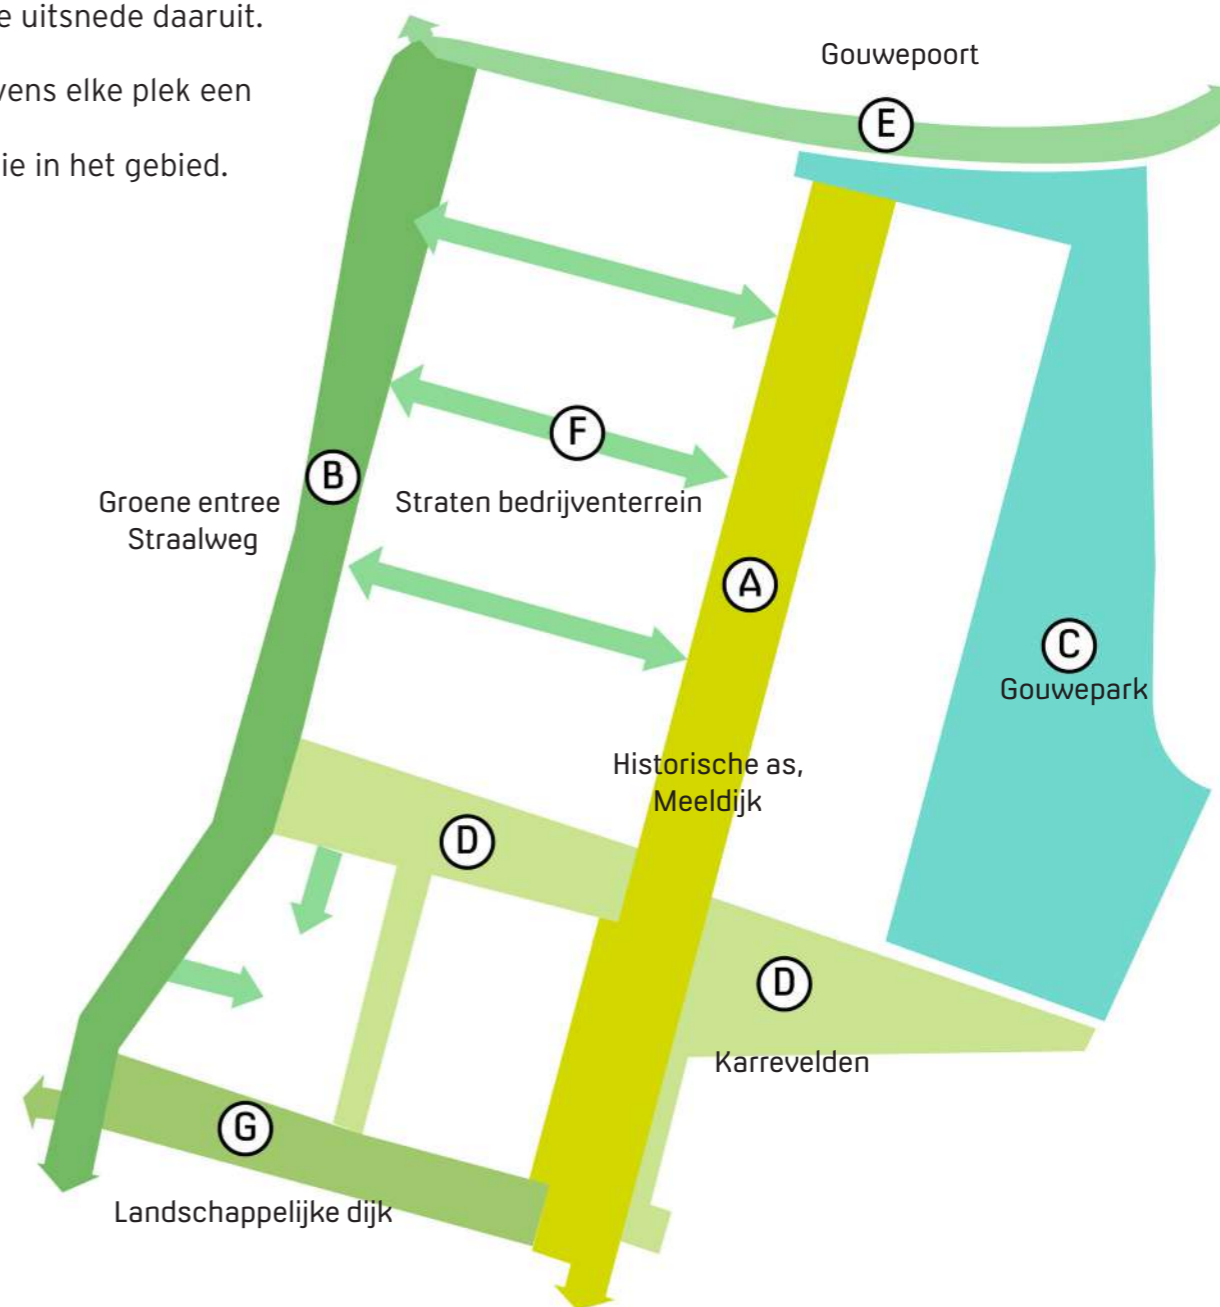 e uitsnede daaruit.
vens elke plek een
ie in het gebied.
Gouwepoort
E
F
B
Groene entree
Straalweg
Straten bedrijventerrein
A
C
Gouwepark
Historische as,
Meeldijk
D
D
Karrevelden
G
Landschappelijke dijk